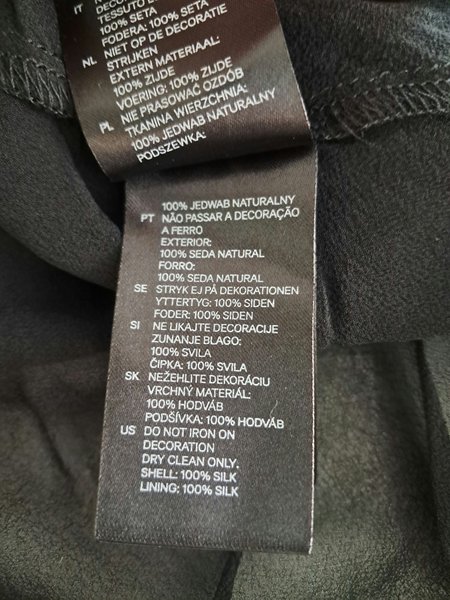 IT
TESSUTO E
100% SETA
FODERA: 100% SETA
NL NIET OP DE DECORATIE
STRIJKEN
EXTERN MATERIAAL:
100% ZIJDE
VOERING: 100% ZIJDE
PL NIE PRASOWAĆ OZDÓB
TKANINA WIERZCHNIA:
100% JEDWAB NATURALNY
PODSZEWKA:
100% JEDWAB NATURALNY
PT NÃO PASSAR A DECORAÇÃO
A FERRO
EXTERIOR:
100% SEDA NATURAL
FORRO:
100% SEDA NATURAL
SE STRYK EJ PÅ DEKORATIONEN
YTTERTYG: 100% SIDEN
FODER: 100% SIDEN
SI NE LIKAJTE DECORACIJE
ZUNANJE BLAGO:
100% SVILA
ČIPKA: 100% SVILA
SK NEŽEHLITE DEKORÁCIU
VRCHNÝ MATERIÁL:
100% HODVÁB
PODŠÍVKA: 100% HODVÁB
US DO NOT IRON ON
DECORATION
DRY CLEAN ONLY.
SHELL: 100% SILK
LINING: 100% SILK